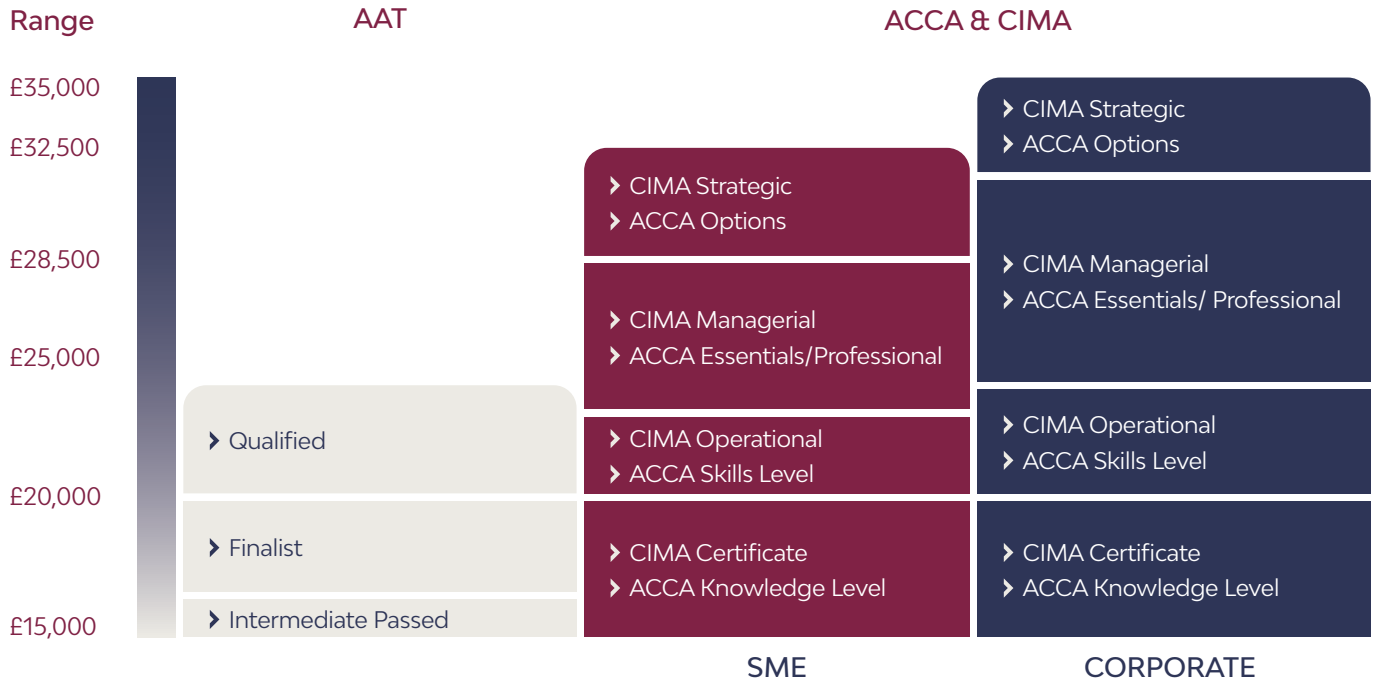 Range
AAT
ACCA & CIMA
£35,000
£32,500
£28,500
£25,000
£20,000
£15,000
Qualified
Finalist
Intermediate Passed
CIMA Strategic
ACCA Options
CIMA Managerial
ACCA Essentials/Professional
CIMA Operational
ACCA Skills Level
CIMA Certificate
ACCA Knowledge Level
SME
CIMA Strategic
ACCA Options
CIMA Managerial
ACCA Essentials/ Professional
CIMA Operational
ACCA Skills Level
CIMA Certificate
ACCA Knowledge Level
CORPORATE